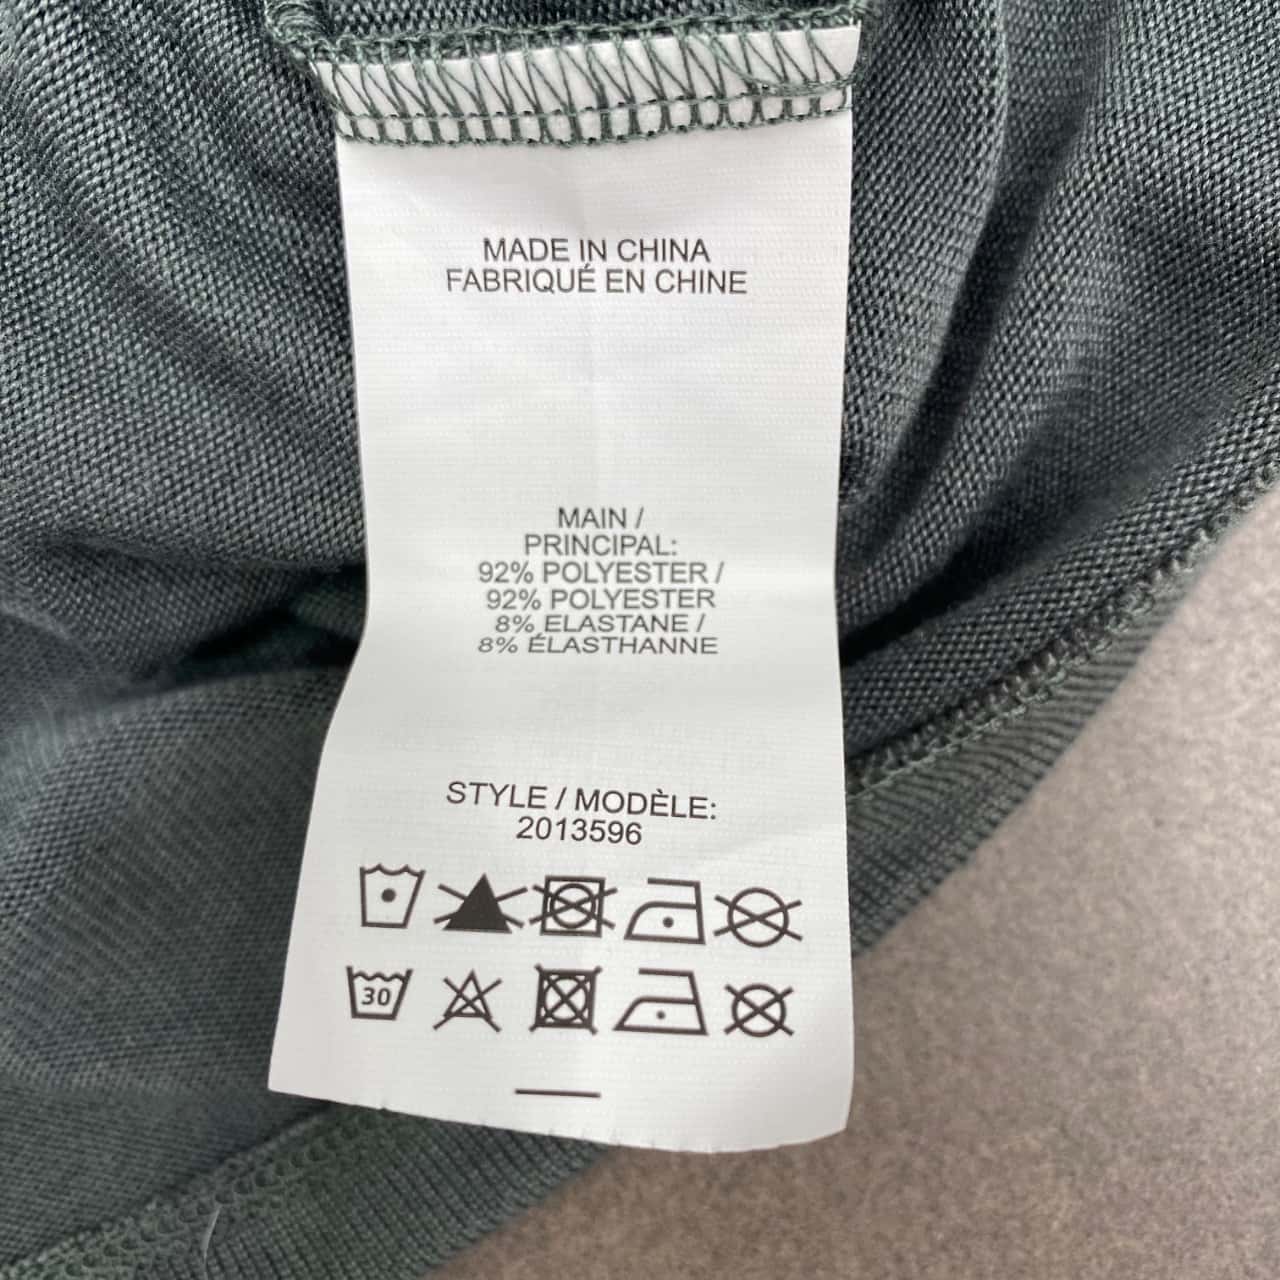 MADE IN CHINA
FABRIQUÉ EN CHINE
MAIN /
PRINCIPAL:
92% POLYESTER /
92% POLYESTER
8% ELASTANE /
8% ÉLASTHANNE
STYLE / MODÈLE:
2013596
30